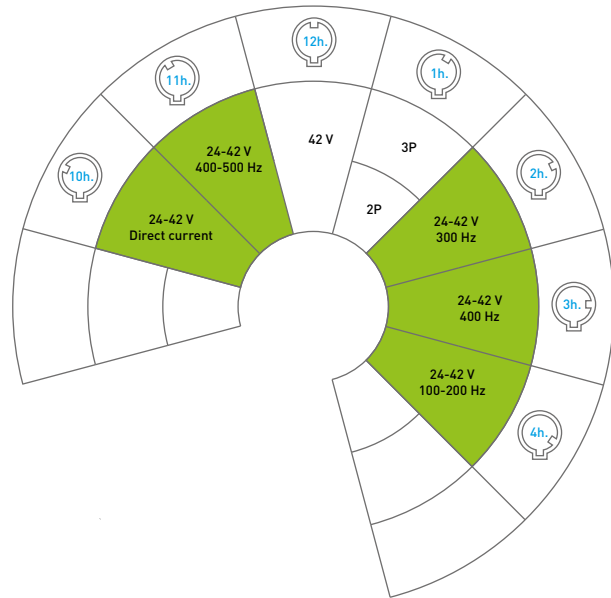 12h.
11h.
1h.
10h.
2h.
3h.
4h.
24-42 V
400-500 Hz
42 V
3P
2P
24-42 V
Direct current
24-42 V
300 Hz
24-42 V
400 Hz
24-42 V
100-200 Hz